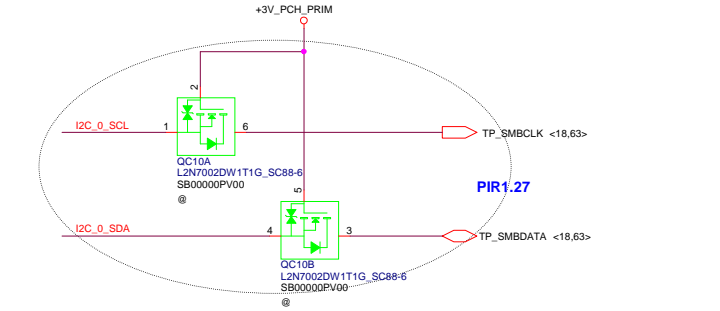 +3V_PCH_PRIM
2
I2C_0_SCL
1
6
TP_SMBCLK <18,63>
QC10A
L2N7002DW1T1G_SC88-6
SB00000PV00
@
PIR1.27
5
I2C_0_SDA
4
3
TP_SMBDATA <18,63>
QC10B
L2N7002DW1T1G_SC88-6
SB00000PV00
@